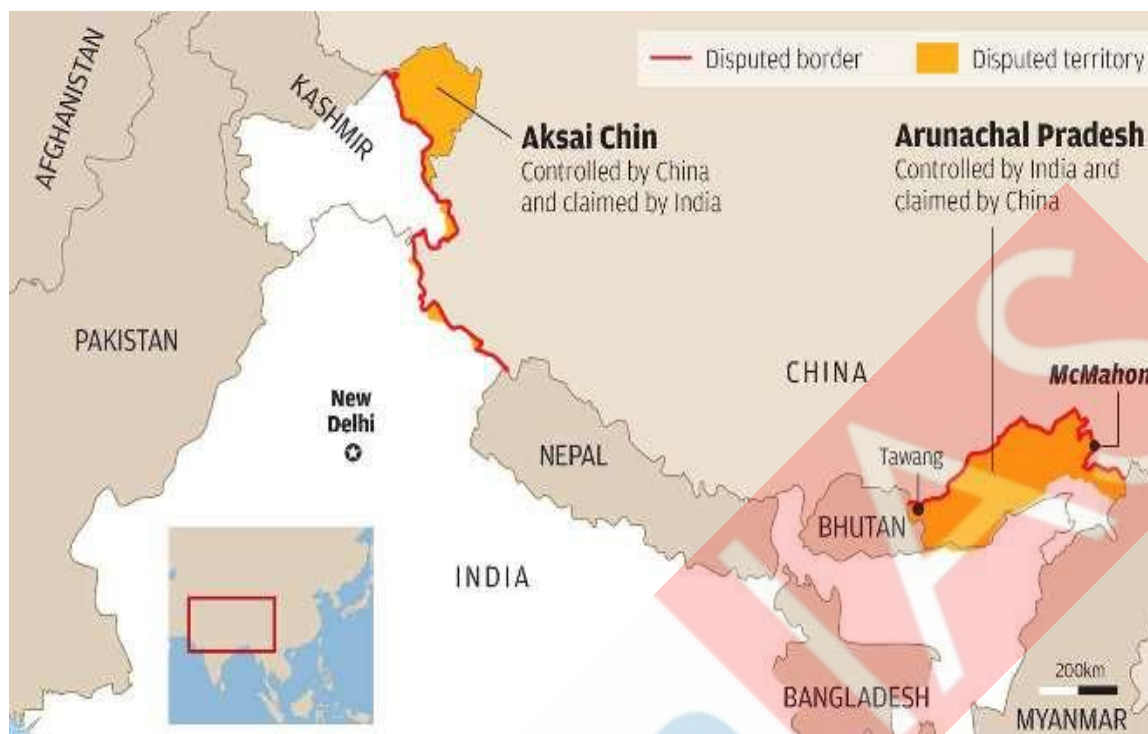 Disputed border
Disputed territory
AFGHANISTAN
KASHMIR
Aksai Chin
Controlled by China
and claimed by India
Arunachal Pradesh
Controlled by India and
claimed by China
PAKISTAN
CHINA
McMahon
New
Delhi
NEPAL
Tawang
BHUTAN
INDIA
200km
BANGLADESH
MYANMAR
IAS